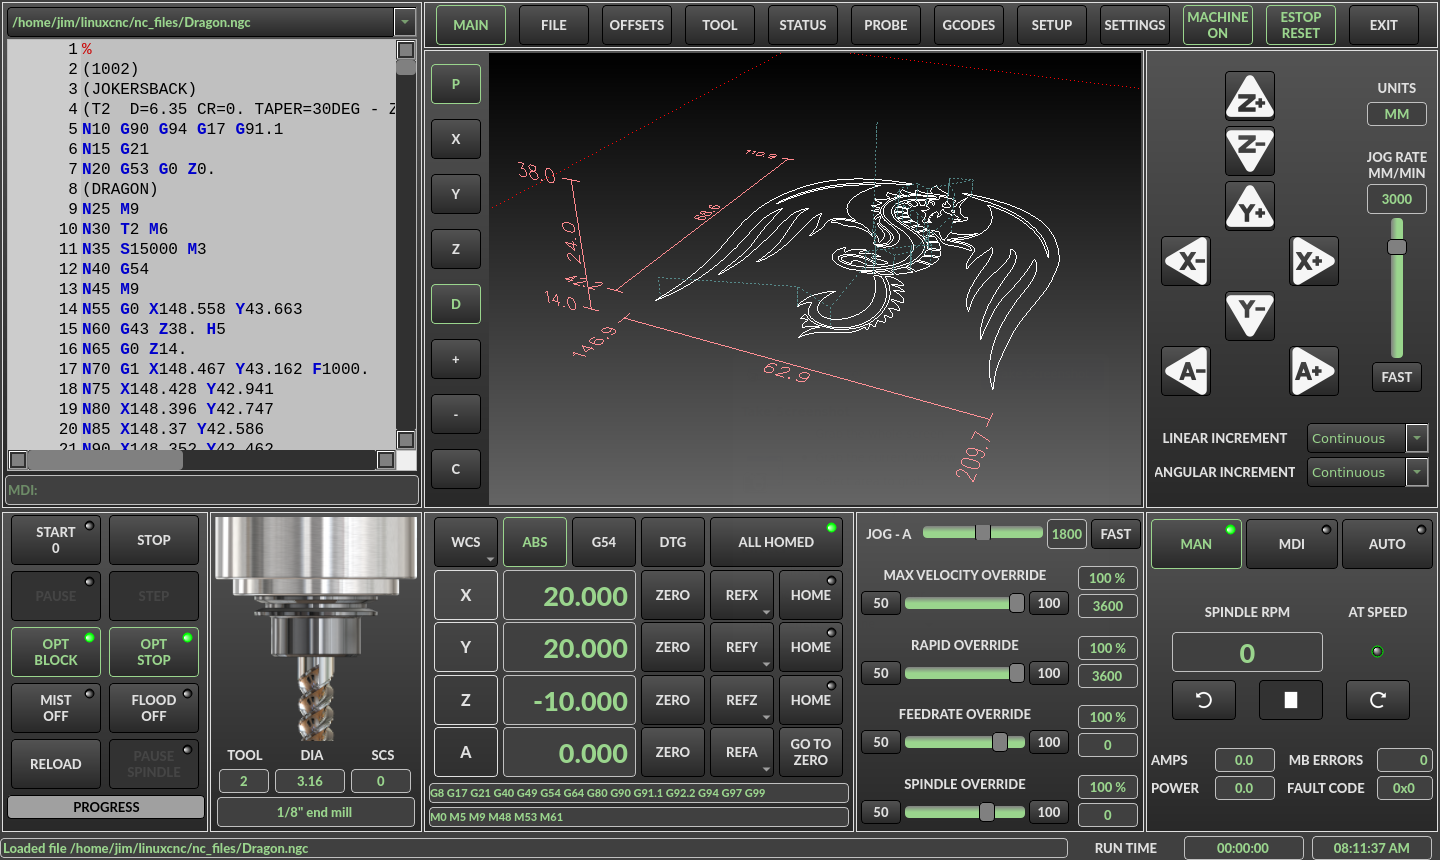 /home/jim/linuxcnc/nc_files/Dragon.ngc
1 %
2 (1002)
3 (JOKERSBACK)
4 (T2  D=6.35 CR=0. TAPER=30DEG - Z
5 N10 G90 G94 G17 G91.1
6 N15 G21
7 N20 G53 G0 Z0.
8 (DRAGON)
9 N25 M9
10 N30 T2 M6
11 N35 S15000 M3
12 N40 G54
13 N45 M9
14 N55 G0 X148.558 Y43.663
15 N60 G43 Z38. H5
16 N65 G0 Z14.
17 N70 G1 X148.467 Y43.162 F1000.
18 N75 X148.428 Y42.941
19 N80 X148.396 Y42.747
20 N85 X148.37 Y42.586
21 N90 X148.352 Y42.462
MDI:
MAIN
FILE
OFFSETS
TOOL
STATUS
PROBE
GCODES
SETUP
SETTINGS
MACHINE
ON
ESTOP
RESET
EXIT
P
X
Y
Z
D
+
-
C
38.0
24.0
14.0
146.9
62.9
209.7
Z+
Z-
Y+
X-
X+
Y-
A-
A+
UNITS
MM
JOG RATE
MM/MIN
3000
FAST
LINEAR INCREMENT
Continuous
ANGULAR INCREMENT
Continuous
START
0
STOP
PAUSE
STEP
OPT
BLOCK
OPT
STOP
MIST
OFF
FLOOD
OFF
RELOAD
PAUSE
SPINDLE
PROGRESS
TOOL
DIA
SCS
2
3.16
0
1/8" end mill
WCS
ABS
G54
DTG
ALL HOMED
X
20.000
ZERO
REFX
HOME
Y
20.000
ZERO
REFY
HOME
Z
-10.000
ZERO
REFZ
HOME
A
0.000
ZERO
REFA
GO TO
ZERO
G8 G17 G21 G40 G49 G54 G64 G80 G90 G91.1 G92.2 G94 G97 G99
M0 M5 M9 M48 M53 M61
JOG - A
1800
FAST
MAX VELOCITY OVERRIDE
100 %
50
100
3600
RAPID OVERRIDE
100 %
50
100
3600
FEEDRATE OVERRIDE
100 %
50
100
0
SPINDLE OVERRIDE
100 %
50
100
0
MAN
MDI
AUTO
SPINDLE RPM
AT SPEED
0
AMPS
0.0
MB ERRORS
0
POWER
0.0
FAULT CODE
0x0
Loaded file /home/jim/linuxcnc/nc_files/Dragon.ngc
RUN TIME
00:00:00
08:11:37 AM